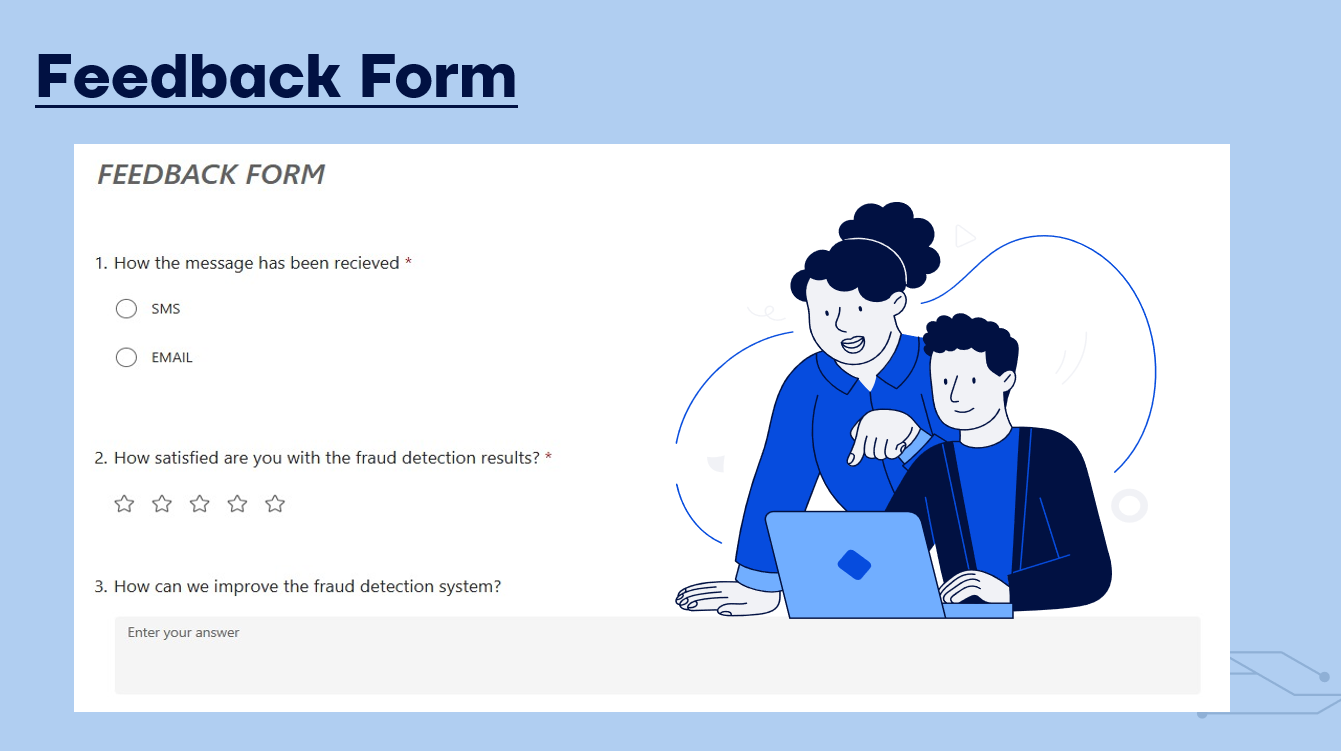 Feedback Form
FEEDBACK FORM
1. How the message has been recieved *
SMS
EMAIL
2. How satisfied are you with the fraud detection results? *
3. How can we improve the fraud detection system?
Enter your answer